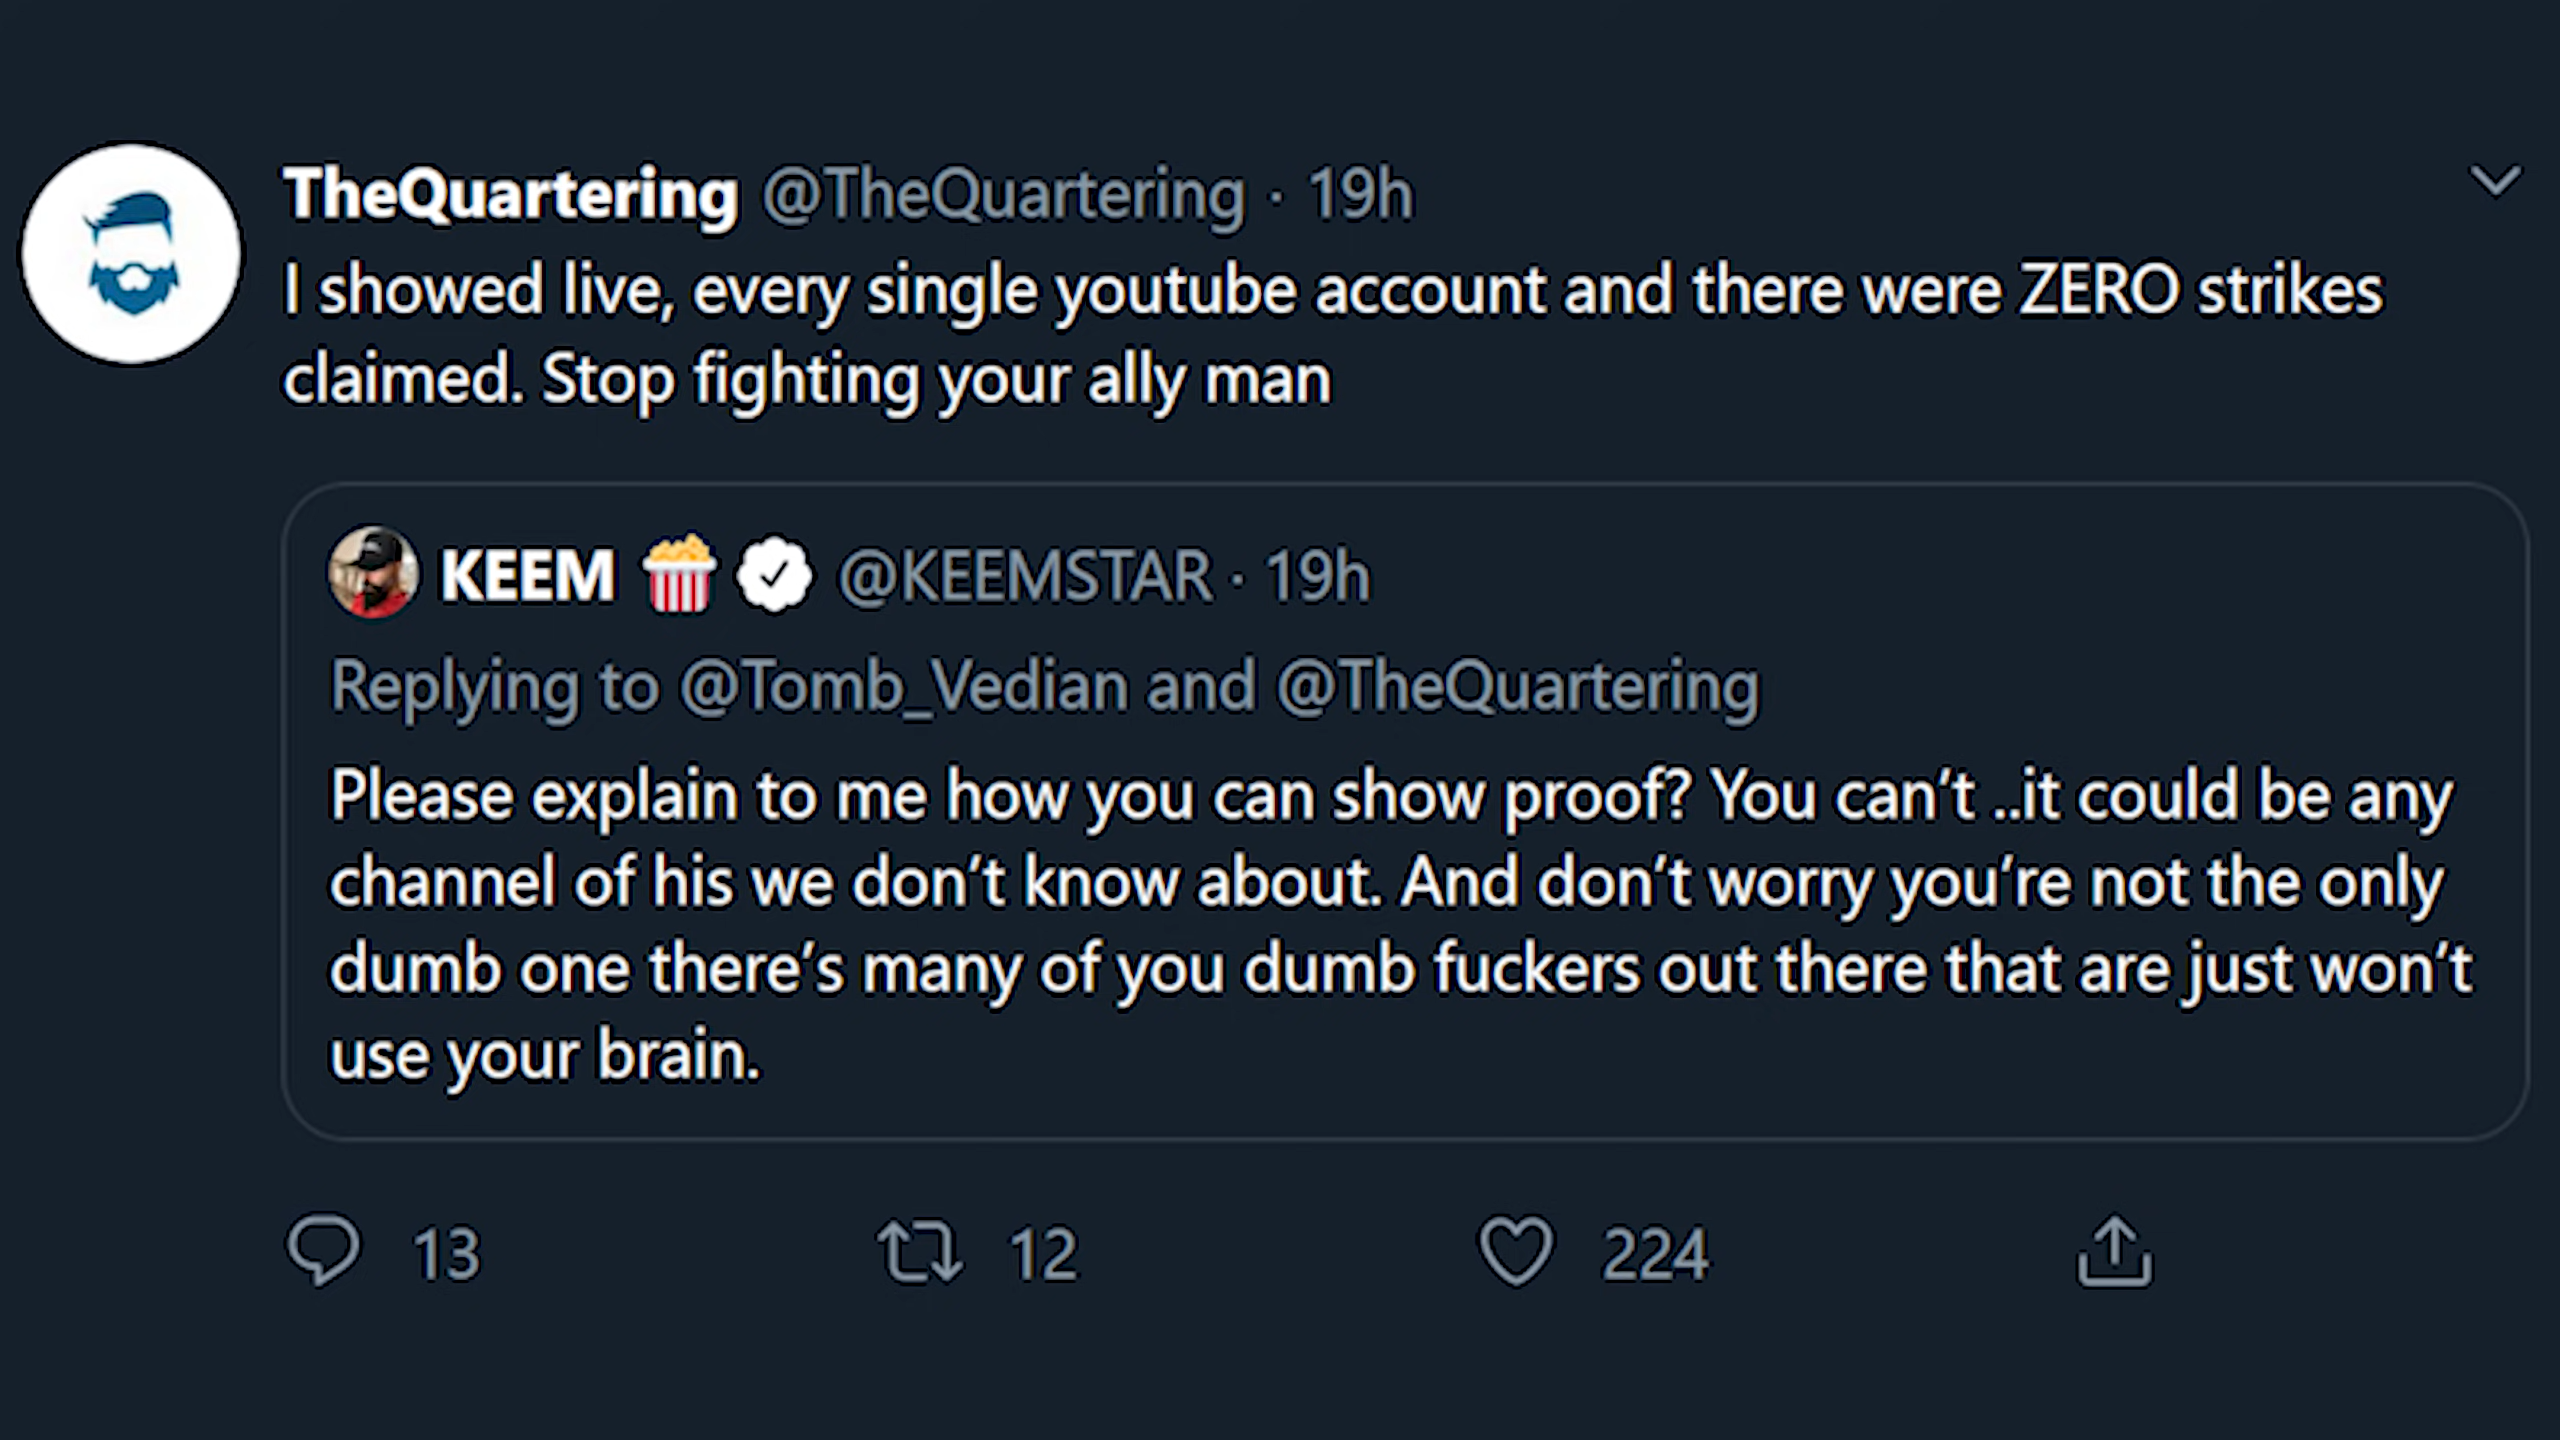 TheQuartering @TheQuartering · 19h
I showed live, every single youtube account and there were ZERO strikes
claimed. Stop fighting your ally man
KEEM 🍿 @KEEMSTAR · 19h
Replying to @Tomb_Vedian and @TheQuartering
Please explain to me how you can show proof? You can’t ..it could be any
channel of his we don’t know about. And don’t worry you’re not the only
dumb one there’s many of you dumb fuckers out there that are just won’t
use your brain.
13 12 224